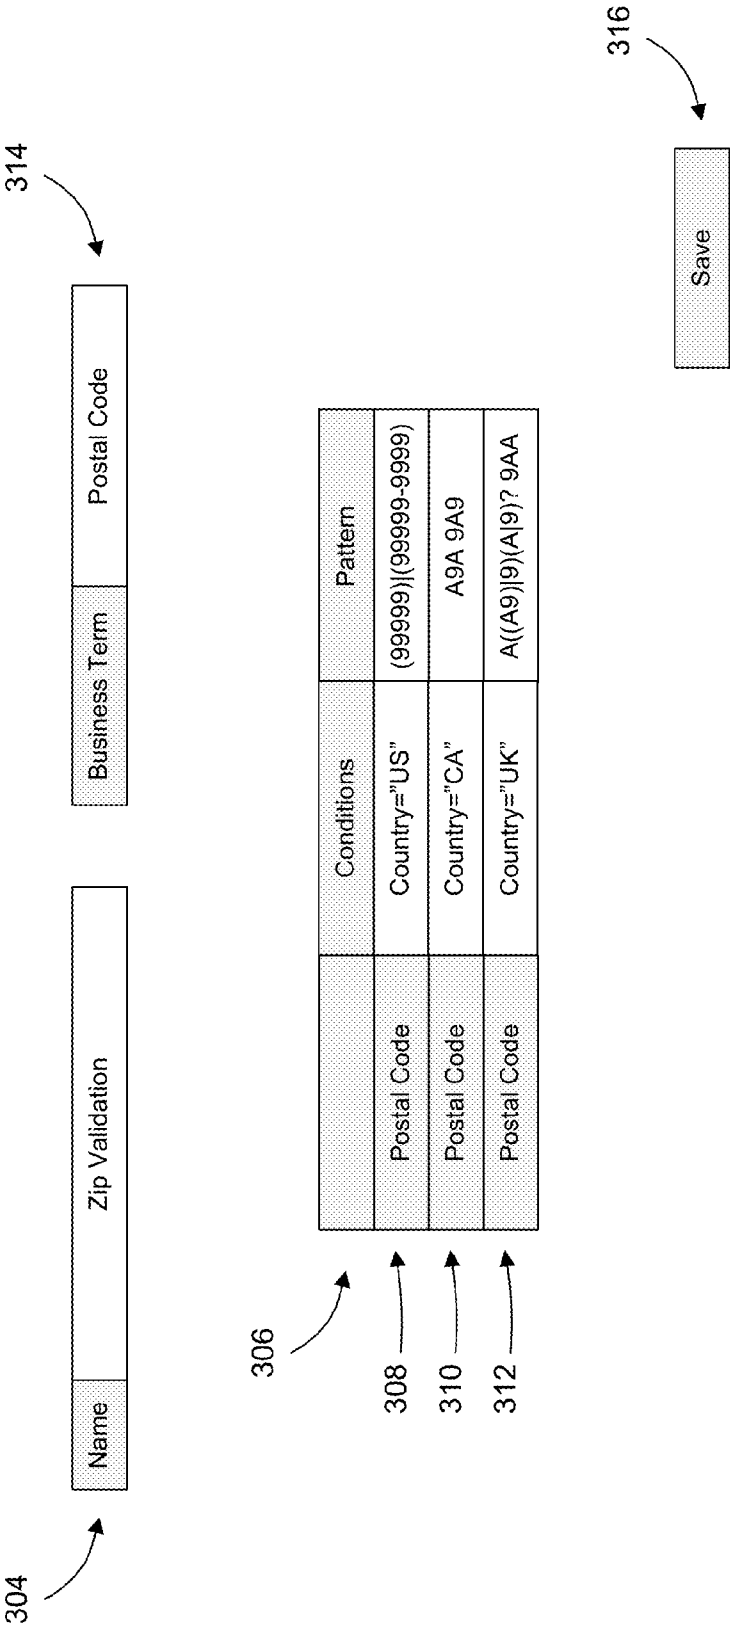 316
314
Name Zip Validation Business Term Postal Code
304
Conditions Pattern
306
308 Postal Code Country="US” (99999)|(99999-9999)
310 Postal Code Country="CA” A9A 9A9
312 Postal Code Country="UK” A((A9)|9)(A|9)? 9AA
Save